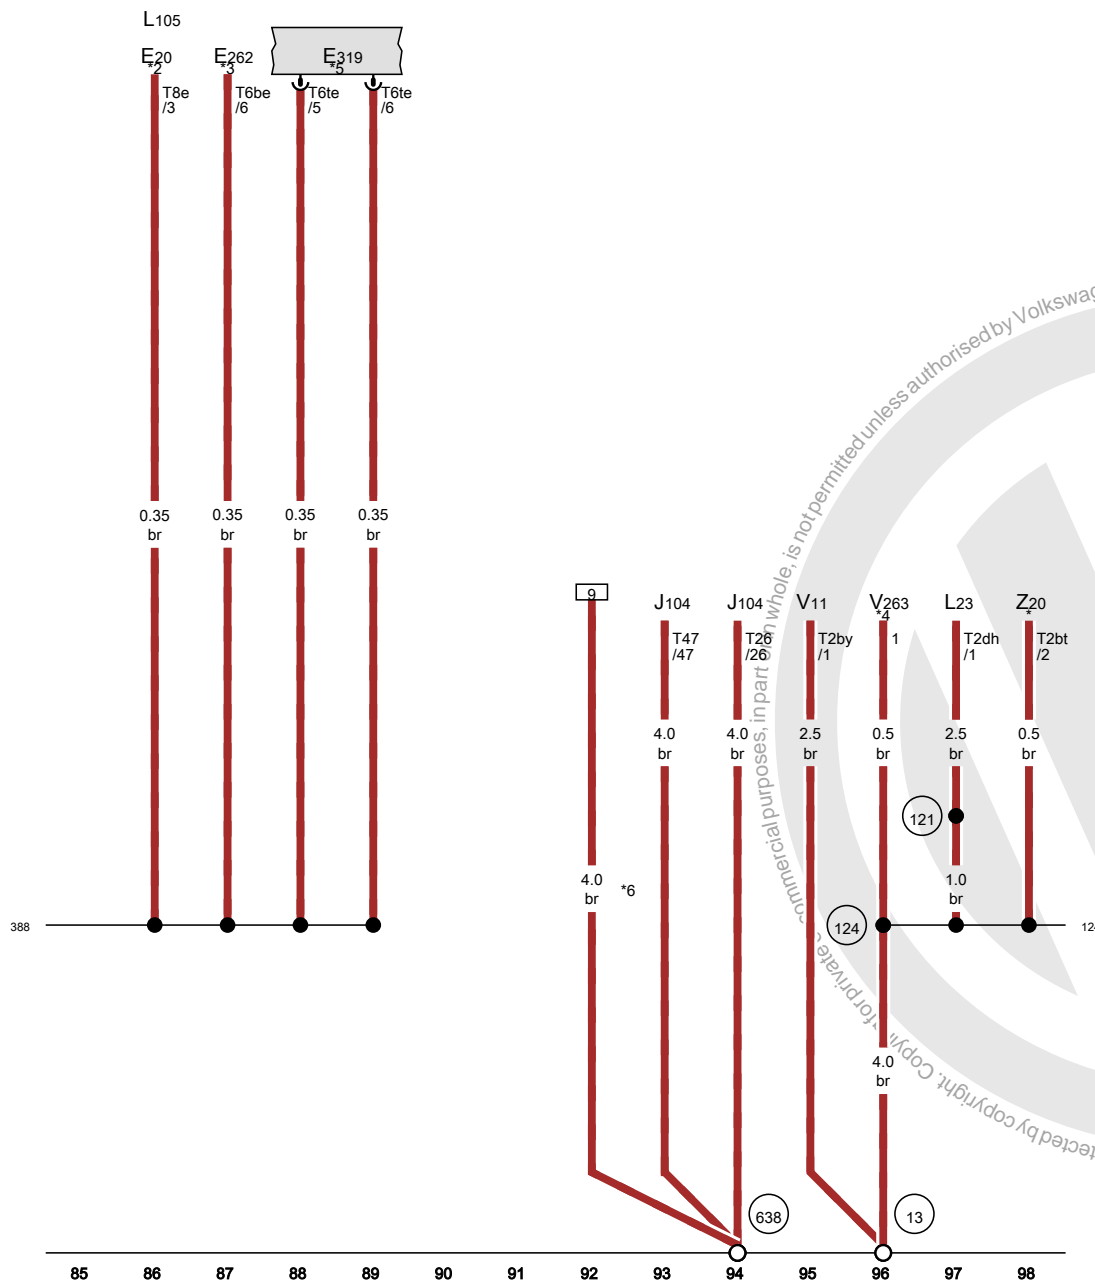 L105
E20
*2
E262
*3
E319
*5
T8e
/3
T6be
/6
T6te
/5
T6te
/6
0.35
br
0.35
br
0.35
br
0.35
br
9
J104
J104
V11
V263
*4
L23
Z20
*
T47
/47
T26
/26
T2by
/1
1
T2dh
/1
T2bt
/2
4.0
br
4.0
br
2.5
br
0.5
br
2.5
br
0.5
br
121
4.0
br
*6
1.0
br
388
124
124
4.0
br
638
13
85 86 87 88 89 90 91 92 93 94 95 96 97 98
commercial purposes, in part or in whole, is not permitted unless authorised by Volkswag
for private
Copyright.
by copyright